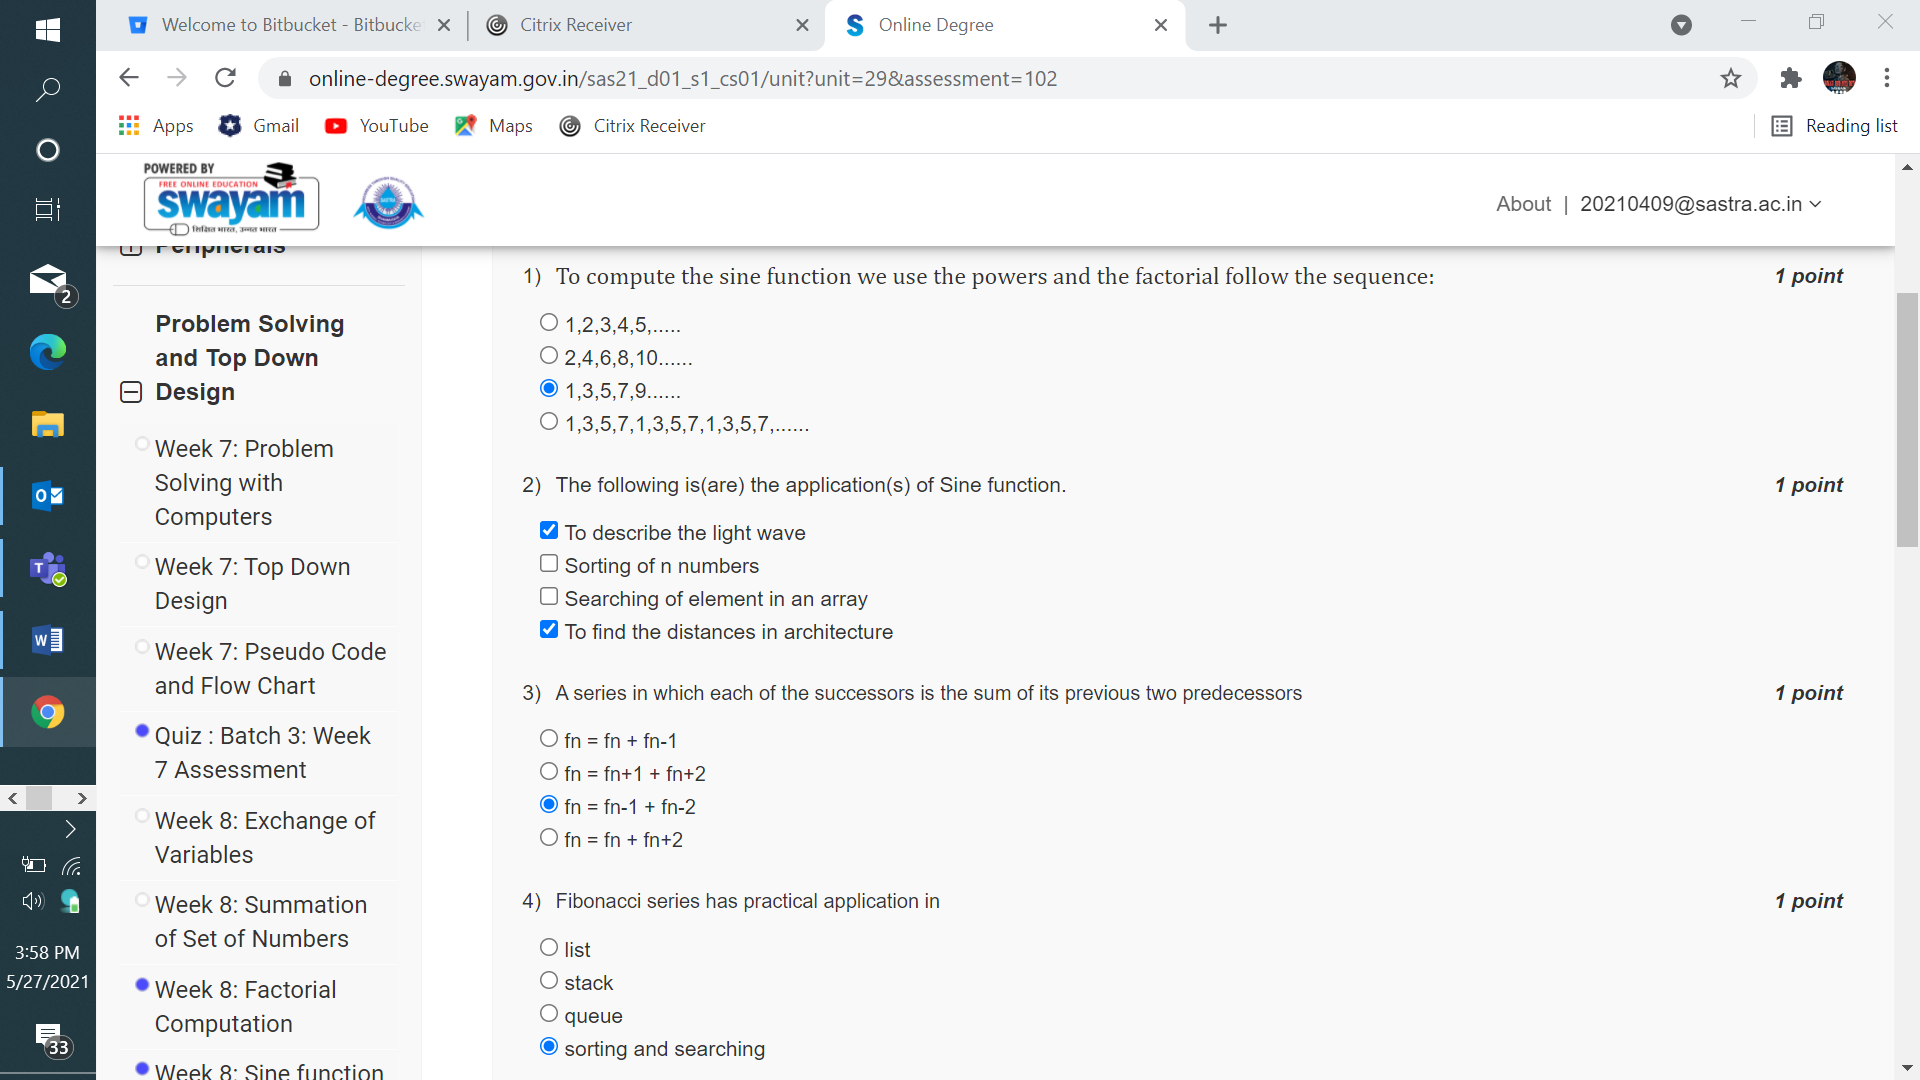 Welcome to Bitbucket - Bitbucke
Citrix Receiver
Online Degree
online-degree.swayam.gov.in/sas21_d01_s1_cs01/unit?unit=29&assessment=102
Apps
Gmail
YouTube
Maps
Citrix Receiver
Reading list
POWERED BY
FREE ONLINE EDUCATION
swayam
शिक्षित भारत, उन्नत भारत
About | 20210409@sastra.ac.in
Peripherals
Problem Solving
and Top Down
Design
Week 7: Problem
Solving with
Computers
Week 7: Top Down
Design
Week 7: Pseudo Code
and Flow Chart
Quiz : Batch 3: Week
7 Assessment
Week 8: Exchange of
Variables
Week 8: Summation
of Set of Numbers
Week 8: Factorial
Computation
Week 8: Sine function
1) To compute the sine function we use the powers and the factorial follow the sequence: 1 point
1,2,3,4,5,.....
2,4,6,8,10......
1,3,5,7,9......
1,3,5,7,1,3,5,7,1,3,5,7,......
2) The following is(are) the application(s) of Sine function. 1 point
To describe the light wave
Sorting of n numbers
Searching of element in an array
To find the distances in architecture
3) A series in which each of the successors is the sum of its previous two predecessors 1 point
fn = fn + fn-1
fn = fn+1 + fn+2
fn = fn-1 + fn-2
fn = fn + fn+2
4) Fibonacci series has practical application in 1 point
list
stack
queue
sorting and searching
2
3:58 PM
5/27/2021
33